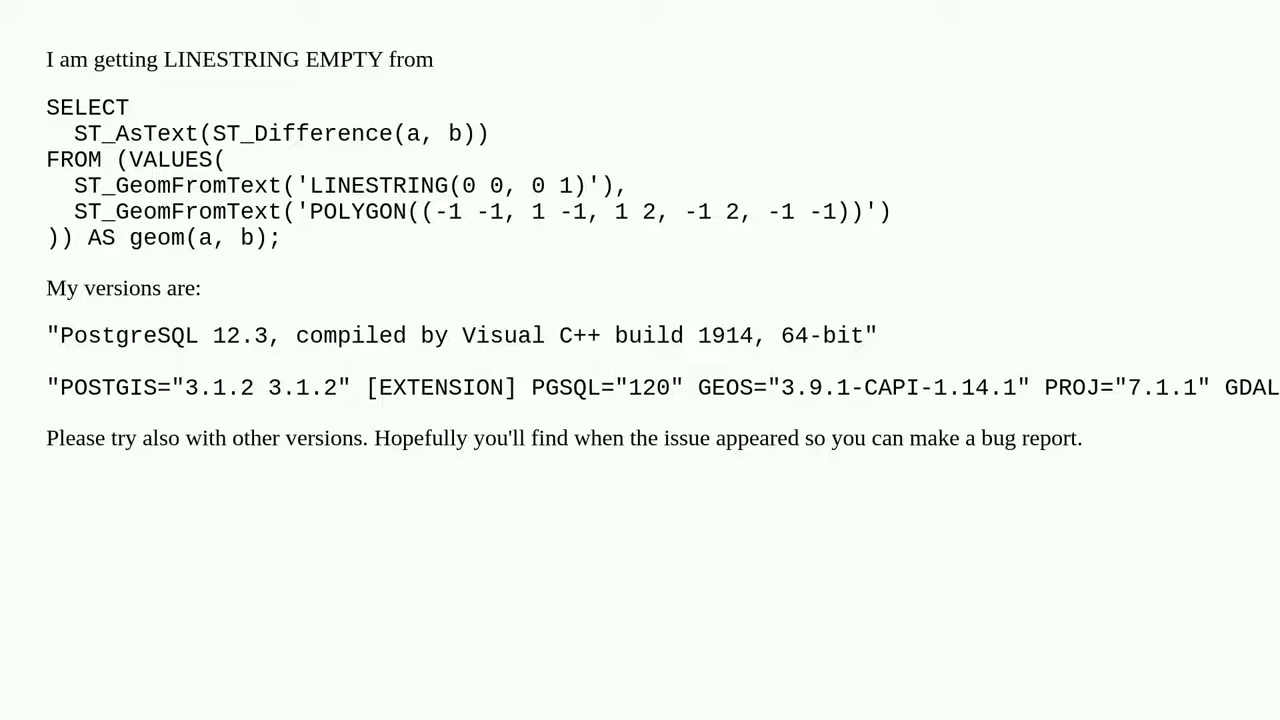 I am getting LINESTRING EMPTY from
SELECT
  ST_AsText(ST_Difference(a, b))
FROM (VALUES(
  ST_GeomFromText('LINESTRING(0 0, 0 1)'),
  ST_GeomFromText('POLYGON((-1 -1, 1 -1, 1 2, -1 2, -1 -1))')
)) AS geom(a, b);
My versions are:
"PostgreSQL 12.3, compiled by Visual C++ build 1914, 64-bit"
"POSTGIS="3.1.2 3.1.2" [EXTENSION] PGSQL="120" GEOS="3.9.1-CAPI-1.14.1" PROJ="7.1.1" GDAL
Please try also with other versions. Hopefully you'll find when the issue appeared so you can make a bug report.